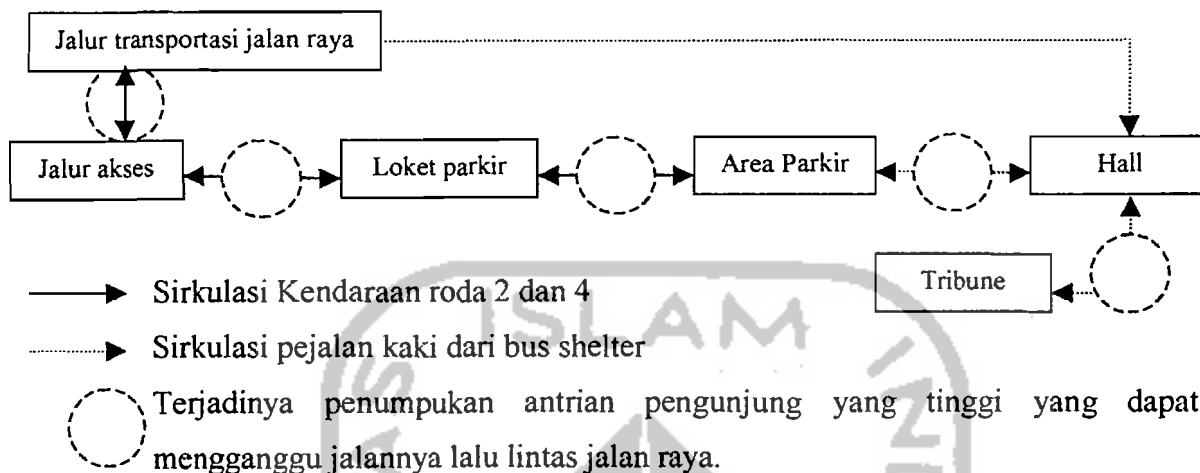 Jalur transportasi jalan raya
Jalur akses
Loket parkir
Area Parkir
Hall
Tribune
Sirkulasi Kendaraan roda 2 dan 4
Sirkulasi pejalan kaki dari bus shelter
Terjadinya penumpukan antrian pengunjung yang tinggi yang dapat
mengganggu jalannya lalu lintas jalan raya.
ISLAM